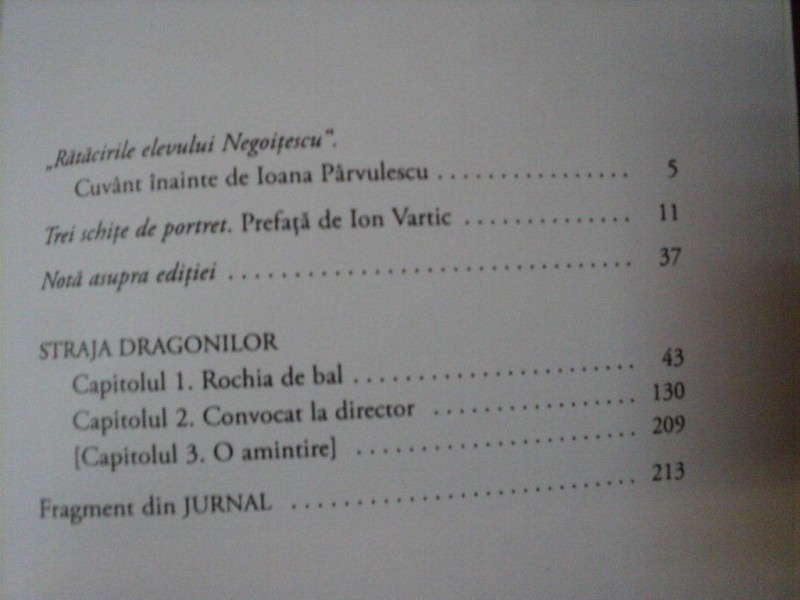 „Rătăcirile elevului Negoițescu“.
Cuvânt înainte de Ioana Pârvulescu . . . . . . . . . . . . . . . . 5
Trei schițe de portret. Prefață de Ion Vartic . . . . . . . . . . . . . . 11
Notă asupra ediției . . . . . . . . . . . . . . . . . . . . . . . . . . . . . . . . 37
STRAJA DRAGONILOR
Capitolul 1. Rochia de bal . . . . . . . . . . . . . . . . . . . . . . . 43
Capitolul 2. Convocat la director . . . . . . . . . . . . . . . . . 130
[Capitolul 3. O amintire] . . . . . . . . . . . . . . . . . . . . . . . 209
Fragment din JURNAL . . . . . . . . . . . . . . . . . . . . . . . . . . . . 213